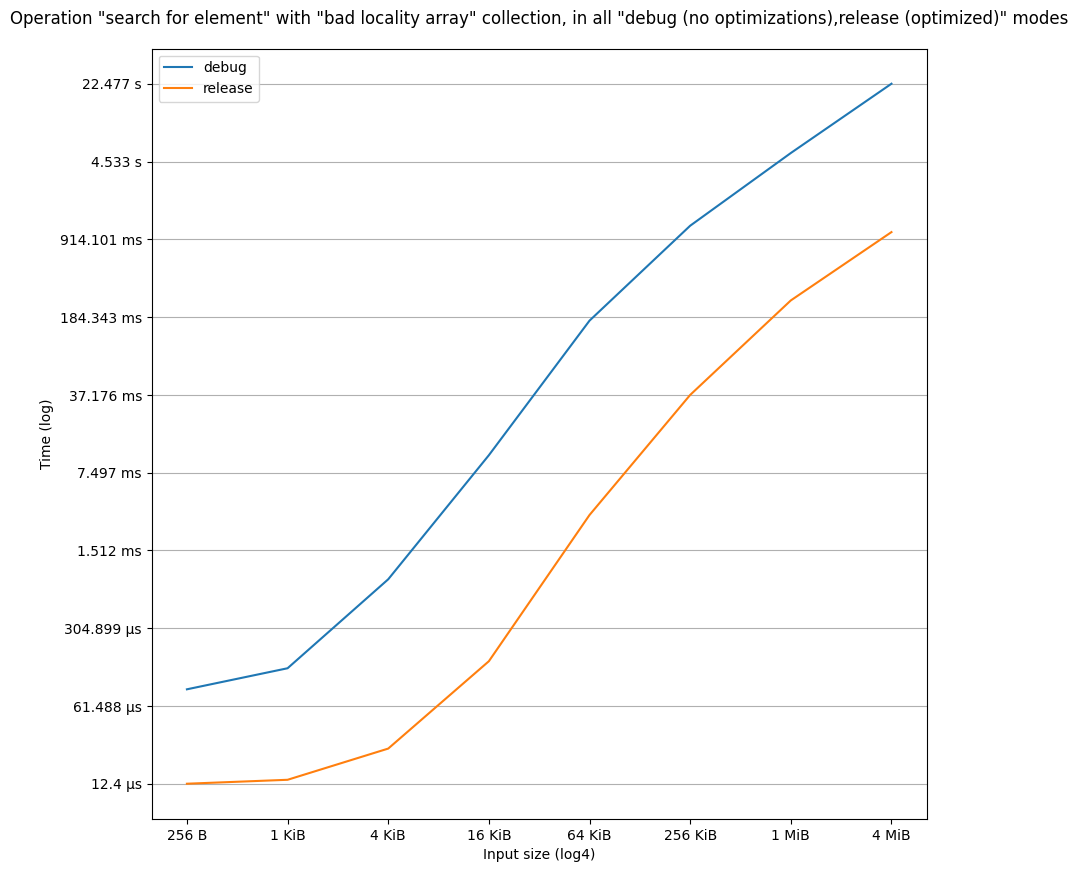 Operation "search for element" with "bad locality array" collection, in all "debug (no optimizations),release (optimized)" modes
debug
release
22.477 s
4.533 s
914.101 ms
184.343 ms
37.176 ms
7.497 ms
1.512 ms
304.899 µs
61.488 µs
12.4 µs
Time (log)
256 B
1 KiB
4 KiB
16 KiB
64 KiB
256 KiB
1 MiB
4 MiB
Input size (log4)